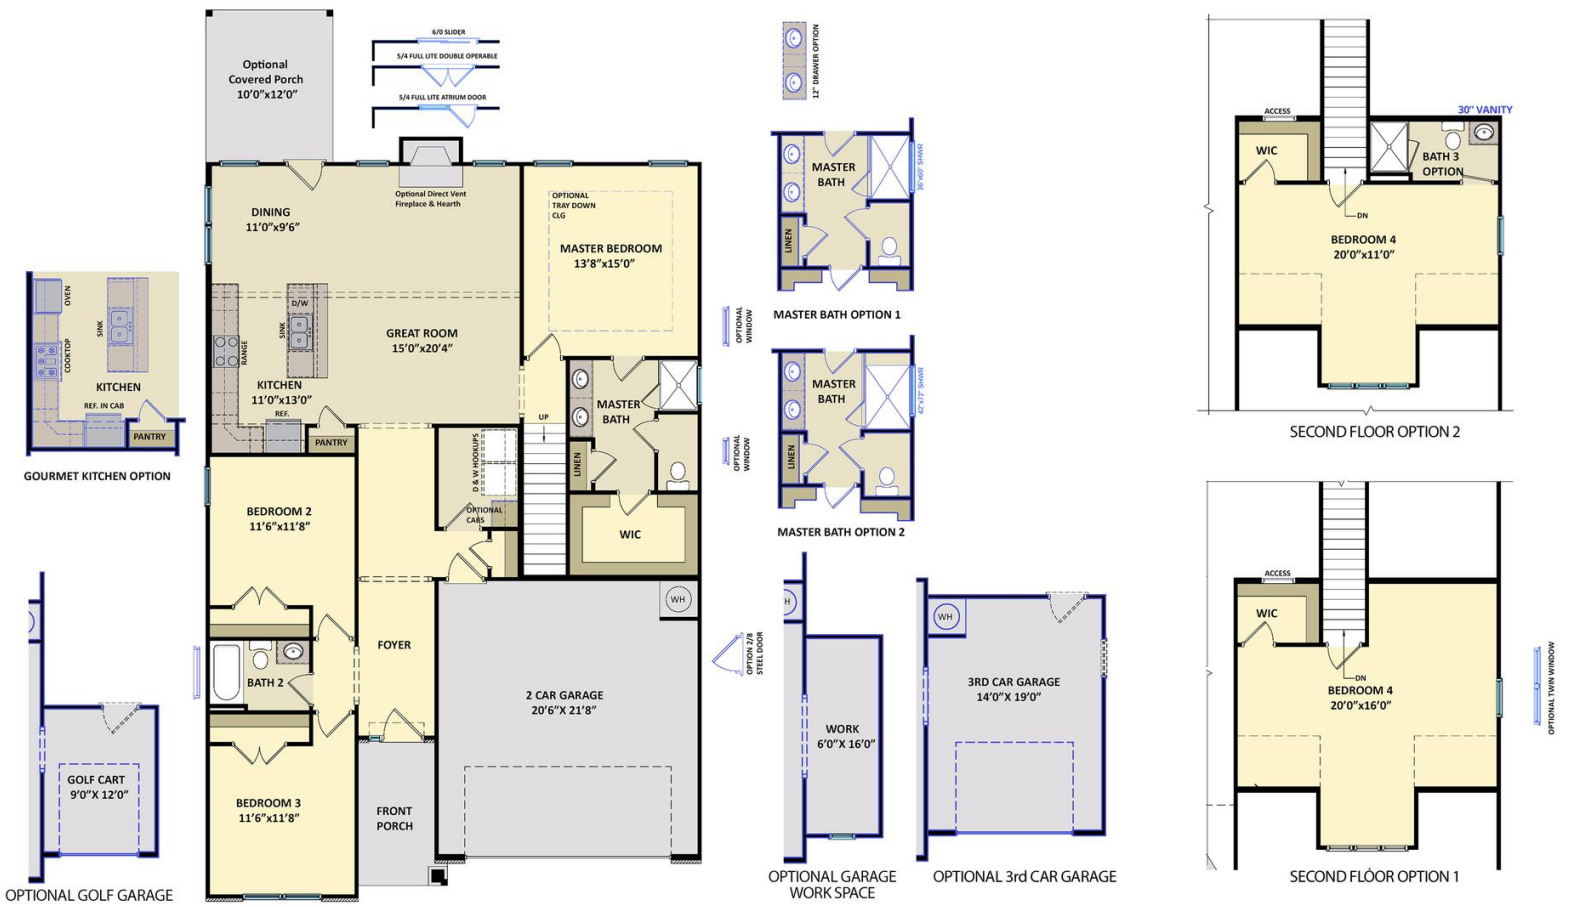 Optional
Covered Porch
10'0"x12'0"
6/0 SLIDER
5/4 FULL LITE DOUBLE OPERABLE
5/4 FULL LITE ATRIUM DOOR
Optional Direct Vent
Fireplace & Hearth
DINING
11'0"x9'6"
OPTIONAL
TRAY DOWN
CLG
MASTER BEDROOM
13'8"x15'0"
D/W
SINK
RANGE
GREAT ROOM
15'0"x20'4"
KITCHEN
11'0"x13'0"
REF.
PANTRY
UP
MASTER
BATH
LINEN
WIC
D & W HOOKUPS
OPTIONAL
CABS
BEDROOM 2
11'6"x11'8"
BATH 2
FOYER
BEDROOM 3
11'6"x11'8"
FRONT
PORCH
2 CAR GARAGE
20'6"X 21'8"
WH
OVEN
COOKTOP
SINK
KITCHEN
REF. IN CAB
PANTRY
GOURMET KITCHEN OPTION
GOLF CART
9'0"X 12'0"
OPTIONAL GOLF GARAGE
12" DRAWER OPTION
MASTER
BATH
36"x60" SHWR
LINEN
MASTER BATH OPTION 1
OPTIONAL
WINDOW
MASTER
BATH
42"x72" SHWR
LINEN
MASTER BATH OPTION 2
OPTIONAL
WINDOW
OPTION 2/8
STEEL DOOR
H
WORK
6'0"X 16'0"
OPTIONAL GARAGE
WORK SPACE
WH
3RD CAR GARAGE
14'0"X 19'0"
OPTIONAL 3rd CAR GARAGE
ACCESS
30" VANITY
WIC
BATH 3
OPTION
DN
BEDROOM 4
20'0"x11'0"
SECOND FLOOR OPTION 2
ACCESS
WIC
DN
BEDROOM 4
20'0"x16'0"
OPTIONAL TWIN WINDOW
SECOND FLOOR OPTION 1